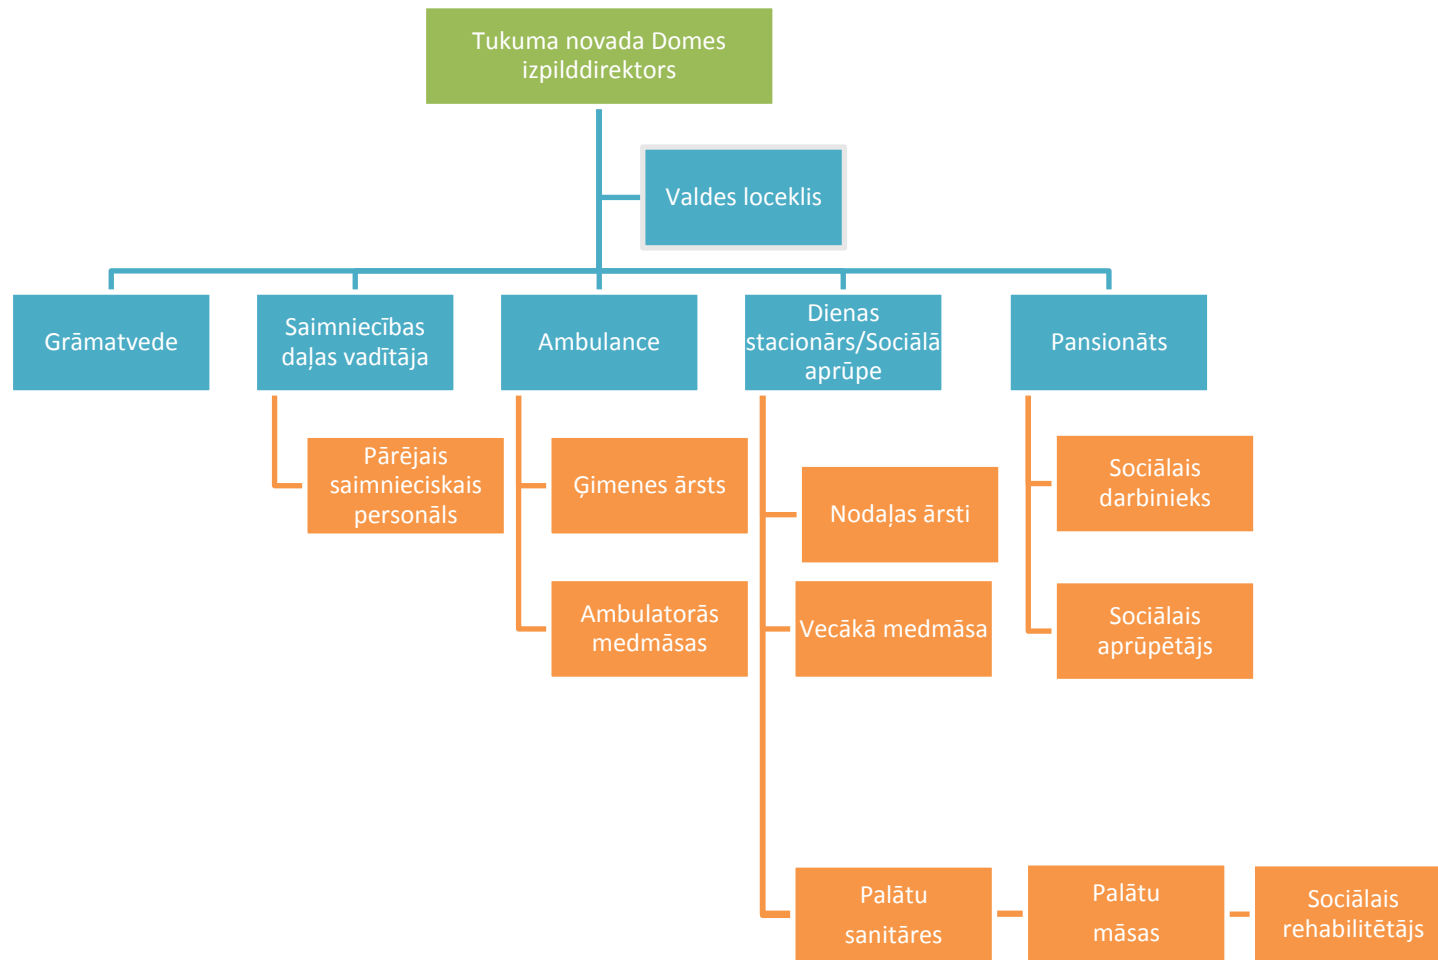 Tukuma novada Domes
izpilddirektors
Valdes loceklis
Grāmatvede
Saimniecības
daļas vadītāja
Ambulance
Dienas
stacionārs/Sociālā
aprūpe
Pansionāts
Pārējais
saimnieciskais
personāls
Ģimenes ārsts
Ambulatorās
medmāsas
Nodaļas ārsti
Vecākā medmāsa
Sociālais
darbinieks
Sociālais
aprūpētājs
Palātu
sanitāres
Palātu
māsas
Sociālais
rehabilitētājs